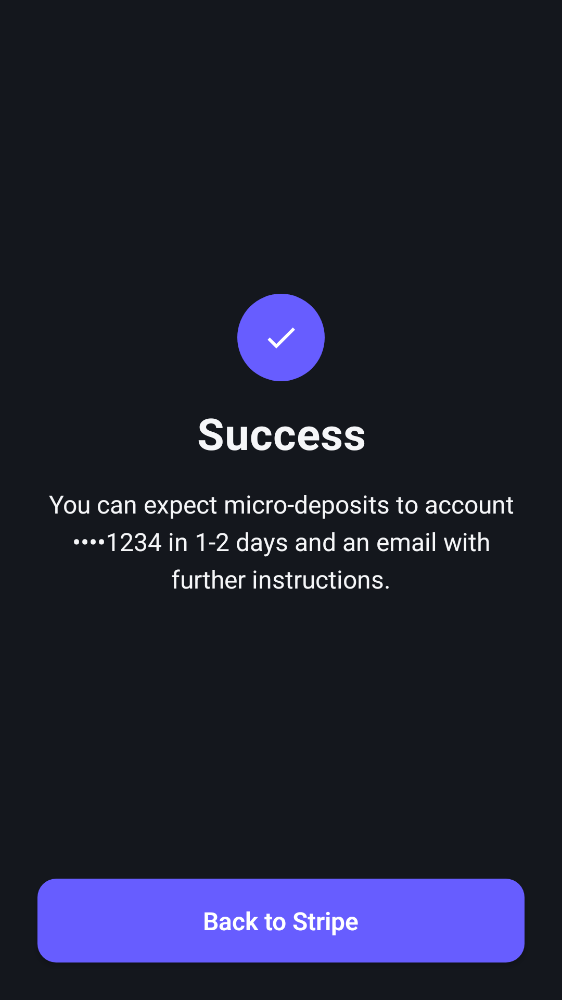 Success
You can expect micro-deposits to account
••••1234 in 1-2 days and an email with
further instructions.
Back to Stripe